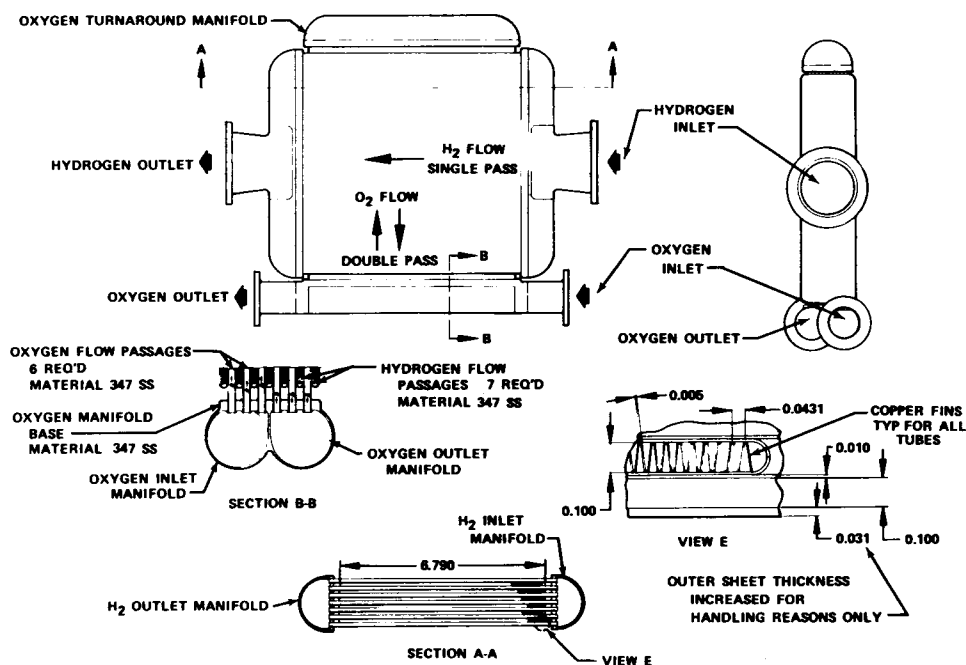 OXYGEN TURNAROUND MANIFOLD
A
A
HYDROGEN
INLET
HYDROGEN OUTLET
H2 FLOW
SINGLE PASS
O2 FLOW
DOUBLE PASS
B
OXYGEN
INLET
OXYGEN OUTLET
B
OXYGEN OUTLET
OXYGEN FLOW PASSAGES
6 REQ'D
MATERIAL 347 SS
HYDROGEN FLOW
PASSAGES 7 REQ'D
MATERIAL 347 SS
OXYGEN MANIFOLD
BASE
MATERIAL 347 SS
OXYGEN INLET
MANIFOLD
OXYGEN OUTLET
MANIFOLD
SECTION B-B
0.005
0.0431
COPPER FINS
TYP FOR ALL
TUBES
0.010
0.100
0.031
0.100
VIEW E
OUTER SHEET THICKNESS
INCREASED FOR
HANDLING REASONS ONLY
H2 INLET
MANIFOLD
6.790
H2 OUTLET MANIFOLD
SECTION A-A
VIEW E